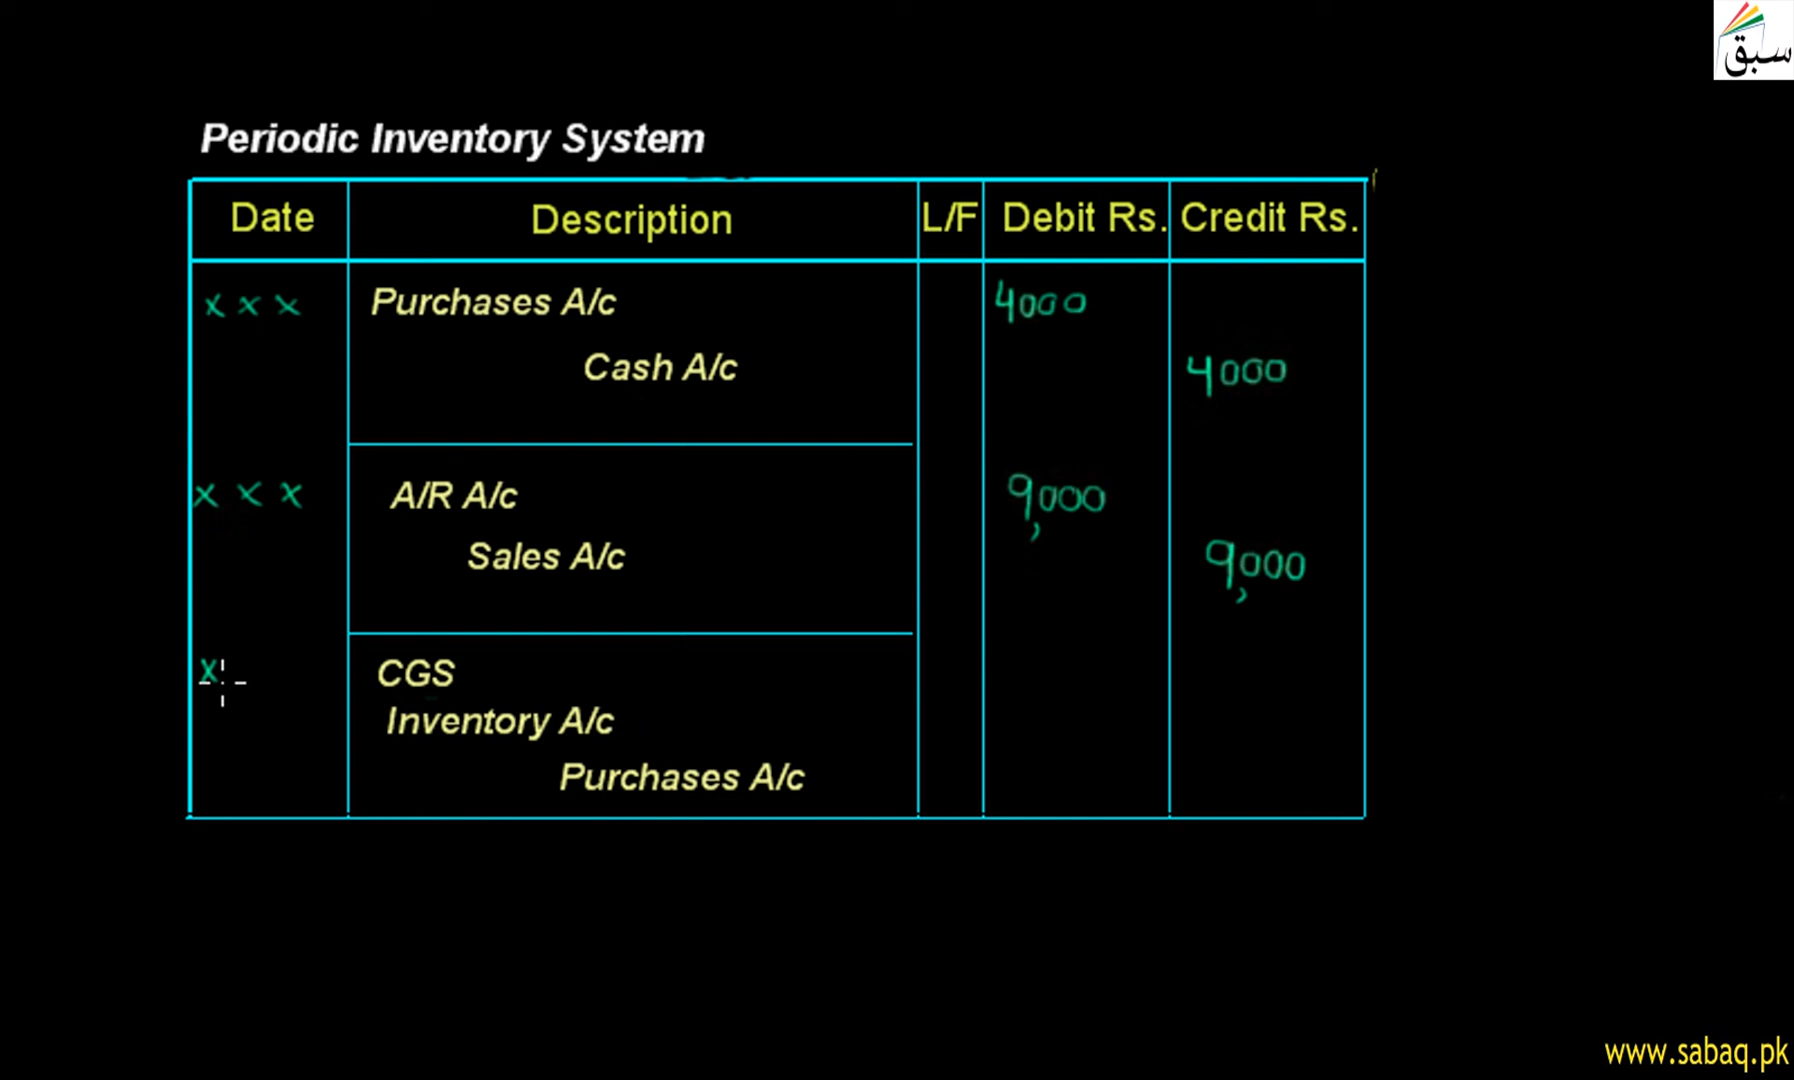 سبق
Periodic Inventory System
Date Description L/F Debit Rs. Credit Rs.
x x x Purchases A/c 4000
Cash A/c 4000
x x x A/R A/c 9,000
Sales A/c 9,000
x CGS
Inventory A/c
Purchases A/c
www.sabaq.pk